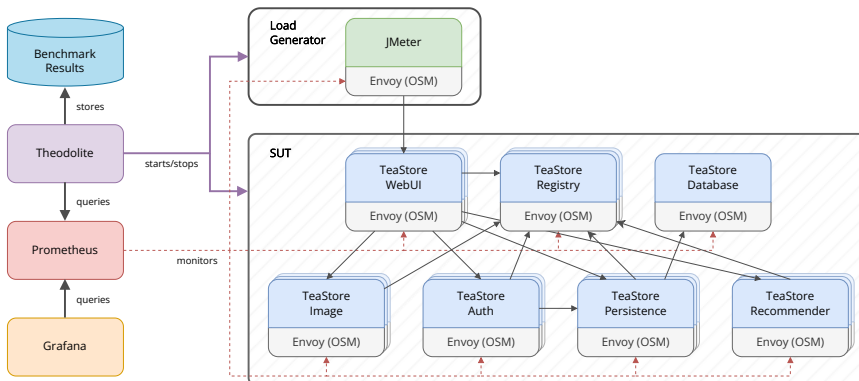 Benchmark
Results
stores
Theodolite
starts/stops
queries
Prometheus
monitors
queries
Grafana
Load
Generator
JMeter
Envoy (OSM)
SUT
TeaStore
WebUI
Envoy (OSM)
TeaStore
Registry
Envoy (OSM)
TeaStore
Database
Envoy (OSM)
TeaStore
Image
Envoy (OSM)
TeaStore
Auth
Envoy (OSM)
TeaStore
Persistence
Envoy (OSM)
TeaStore
Recommender
Envoy (OSM)